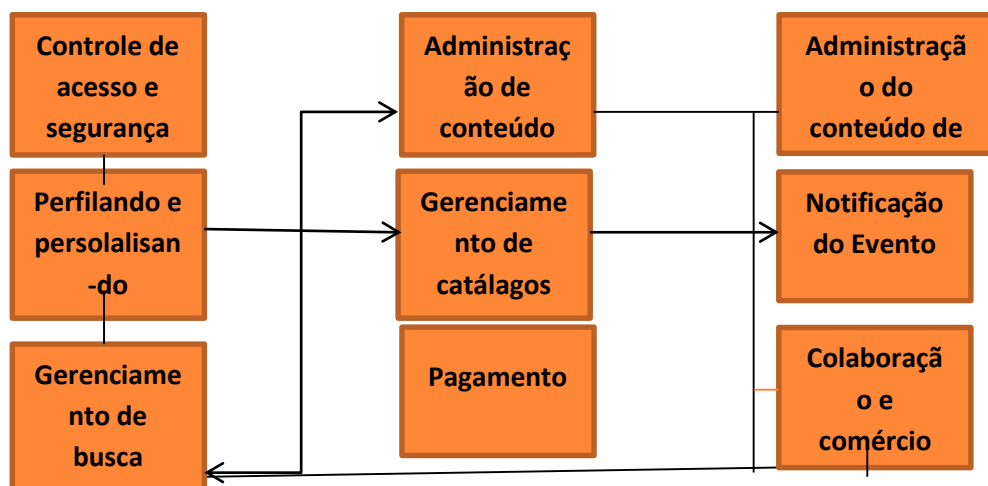 Controle de
acesso e
segurança
Administraç
ão de
conteúdo
Administraçã
o do
conteúdo de
Perfilando e
persolalisan
-do
Gerenciame
nto de
catálagos
Notificação
do Evento
Gerenciame
nto de
busca
Pagamento
Colaboraçã
o e
comércio